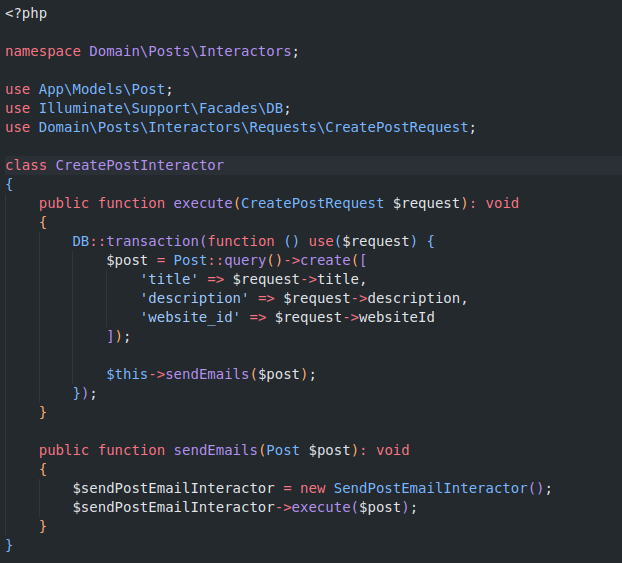 <?php
namespace Domain\Posts\Interactors;
use App\Models\Post;
use Illuminate\Support\Facades\DB;
use Domain\Posts\Interactors\Requests\CreatePostRequest;
class CreatePostInteractor
{
    public function execute(CreatePostRequest $request): void
    {
        DB::transaction(function () use($request) {
            $post = Post::query()->create([
                'title' => $request->title,
                'description' => $request->description,
                'website_id' => $request->websiteId
            ]);
            $this->sendEmails($post);
        });
    }
    public function sendEmails(Post $post): void
    {
        $sendPostEmailInteractor = new SendPostEmailInteractor();
        $sendPostEmailInteractor->execute($post);
    }
}